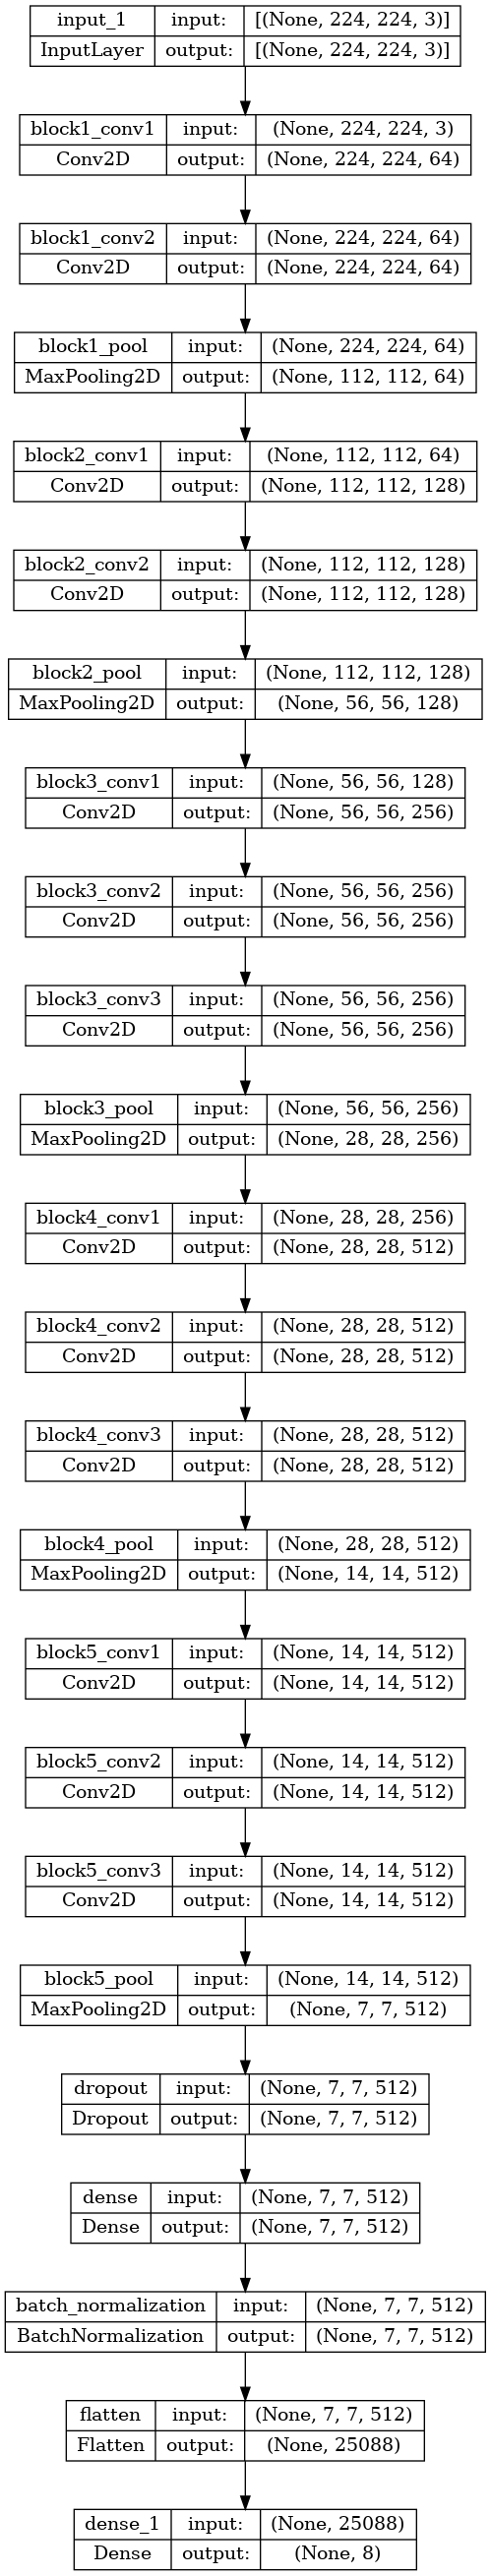 input_1 input: [(None, 224, 224, 3)]
InputLayer output: [(None, 224, 224, 3)]
block1_conv1 input: (None, 224, 224, 3)
Conv2D output: (None, 224, 224, 64)
block1_conv2 input: (None, 224, 224, 64)
Conv2D output: (None, 224, 224, 64)
block1_pool input: (None, 224, 224, 64)
MaxPooling2D output: (None, 112, 112, 64)
block2_conv1 input: (None, 112, 112, 64)
Conv2D output: (None, 112, 112, 128)
block2_conv2 input: (None, 112, 112, 128)
Conv2D output: (None, 112, 112, 128)
block2_pool input: (None, 112, 112, 128)
MaxPooling2D output: (None, 56, 56, 128)
block3_conv1 input: (None, 56, 56, 128)
Conv2D output: (None, 56, 56, 256)
block3_conv2 input: (None, 56, 56, 256)
Conv2D output: (None, 56, 56, 256)
block3_conv3 input: (None, 56, 56, 256)
Conv2D output: (None, 56, 56, 256)
block3_pool input: (None, 56, 56, 256)
MaxPooling2D output: (None, 28, 28, 256)
block4_conv1 input: (None, 28, 28, 256)
Conv2D output: (None, 28, 28, 512)
block4_conv2 input: (None, 28, 28, 512)
Conv2D output: (None, 28, 28, 512)
block4_conv3 input: (None, 28, 28, 512)
Conv2D output: (None, 28, 28, 512)
block4_pool input: (None, 28, 28, 512)
MaxPooling2D output: (None, 14, 14, 512)
block5_conv1 input: (None, 14, 14, 512)
Conv2D output: (None, 14, 14, 512)
block5_conv2 input: (None, 14, 14, 512)
Conv2D output: (None, 14, 14, 512)
block5_conv3 input: (None, 14, 14, 512)
Conv2D output: (None, 14, 14, 512)
block5_pool input: (None, 14, 14, 512)
MaxPooling2D output: (None, 7, 7, 512)
dropout input: (None, 7, 7, 512)
Dropout output: (None, 7, 7, 512)
dense input: (None, 7, 7, 512)
Dense output: (None, 7, 7, 512)
batch_normalization input: (None, 7, 7, 512)
BatchNormalization output: (None, 7, 7, 512)
flatten input: (None, 7, 7, 512)
Flatten output: (None, 25088)
dense_1 input: (None, 25088)
Dense output: (None, 8)